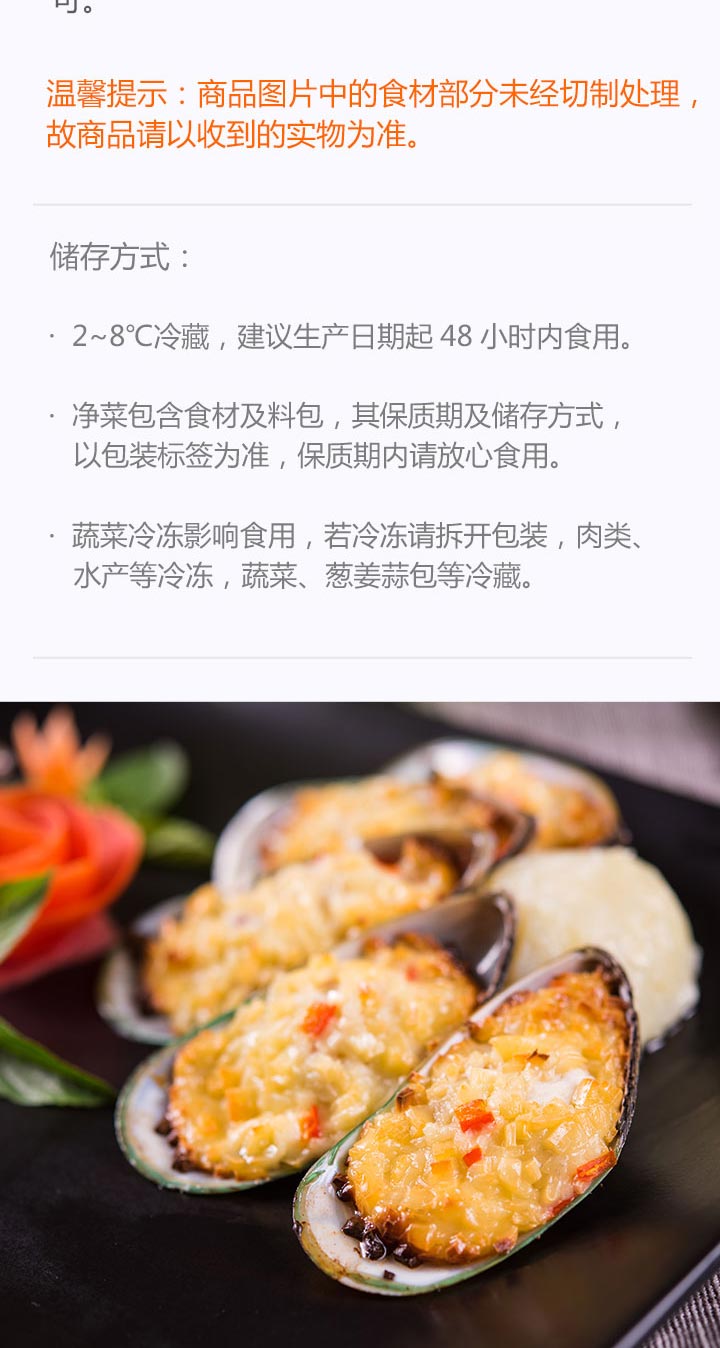 可。
温馨提示：商品图片中的食材部分未经切制处理，
故商品请以收到的实物为准。
储存方式：
· 2~8℃冷藏，建议生产日期起 48 小时内食用。
· 净菜包含食材及料包，其保质期及储存方式，
以包装标签为准，保质期内请放心食用。
· 蔬菜冷冻影响食用，若冷冻请拆开包装，肉类、
水产等冷冻，蔬菜、葱姜蒜包等冷藏。